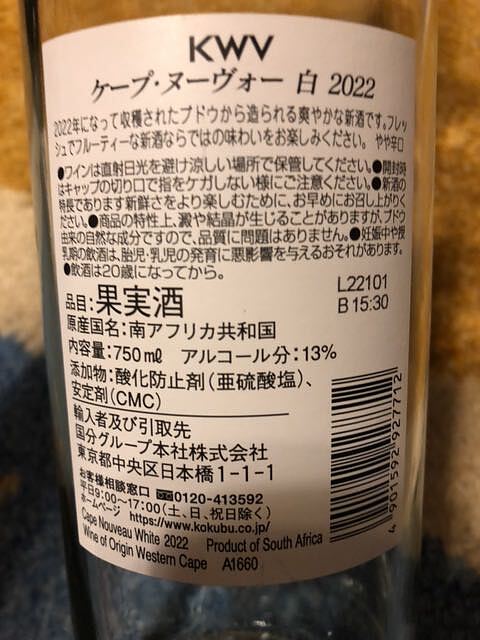 KWV
ケープ・ヌーヴォー 白 2022
2022年になって収穫されたブドウから造られる爽やかな新酒です。フレッ
シュでフルーティーな新酒ならではの味わいをお楽しみください。 やや辛口
●ワインは直射日光を避け涼しい場所で保管してください。●開封時
はキャップの切り口で指をケガしない様にご注意ください。●新酒の
特長であります新鮮さをより楽しむために、お早めにお召し上がりく
ださい。●商品の特性上、澱や結晶が生じることがありますが、ブドウ
由来の自然な成分ですので、品質に問題はありません。●妊娠中や授
乳期の飲酒は、胎児・乳児の発育に悪影響を与えるおそれがあります。
●飲酒は20歳になってから。
L22101
B 15:30
品目:果実酒
原産国名:南アフリカ共和国
内容量:750㎖ アルコール分:13%
添加物:酸化防止剤(亜硫酸塩)、
安定剤(CMC)
輸入者及び引取先
国分グループ本社株式会社
東京都中央区日本橋1-1-1
お客様相談窓口 0120-413592
平日9:00~17:00(土、日、祝日除く)
ホームページ https://www.kokubu.co.jp/
Cape Nouveau White 2022 Product of South Africa
Wine of Origin Western Cape A1660
4 901592 927712